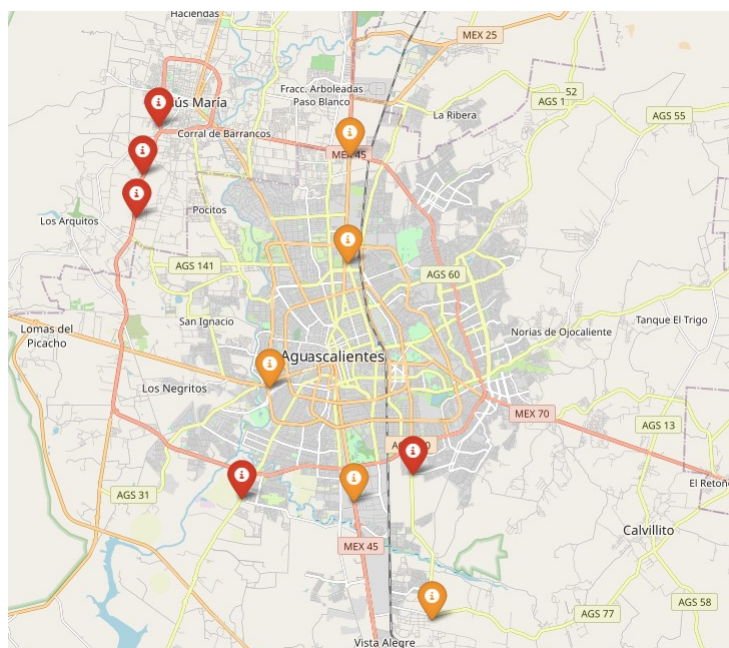 Haciendas
MEX 25
Fracc. Arboleadas
Paso Blanco
52
AGS 1
ús María
La Ribera
AGS 55
Corral de Barrancos
MEX 45
Pocitos
Los Arquitos
AGS 141
AGS 60
San Ignacio
Lomas del
Picacho
Tanque El Trigo
Norias de Ojocaliente
Aguascalientes
Los Negritos
MEX 70
AGS 13
El Retoño
AGS 31
Calvillito
MEX 45
AGS 58
AGS 77
Vista Alegre